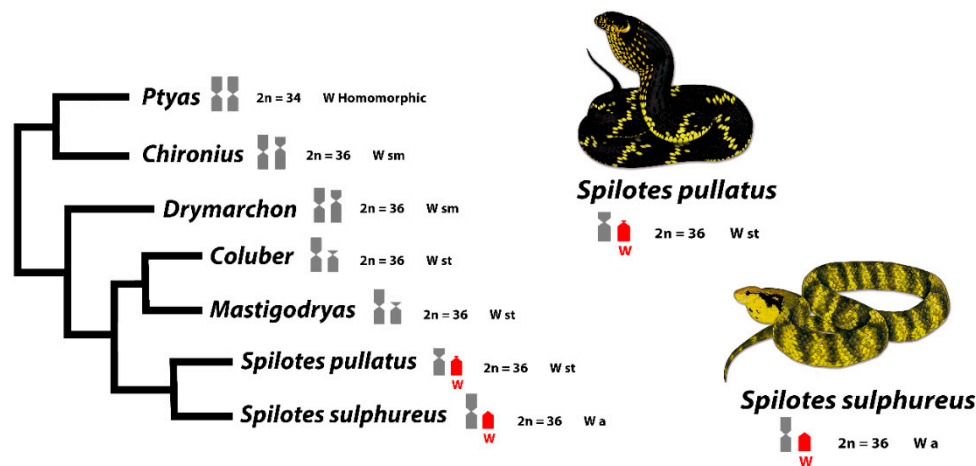 Ptyas 2n = 34 W Homomorphic
Chironius 2n = 36 W sm
Drymarchon 2n = 36 W sm
Coluber 2n = 36 W st
Mastigodryas 2n = 36 W st
Spilotes pullatus 2n = 36 W st
W
Spilotes sulphureus 2n = 36 W a
W
Spilotes pullatus
2n = 36 W st
W
Spilotes sulphureus
2n = 36 W a
W